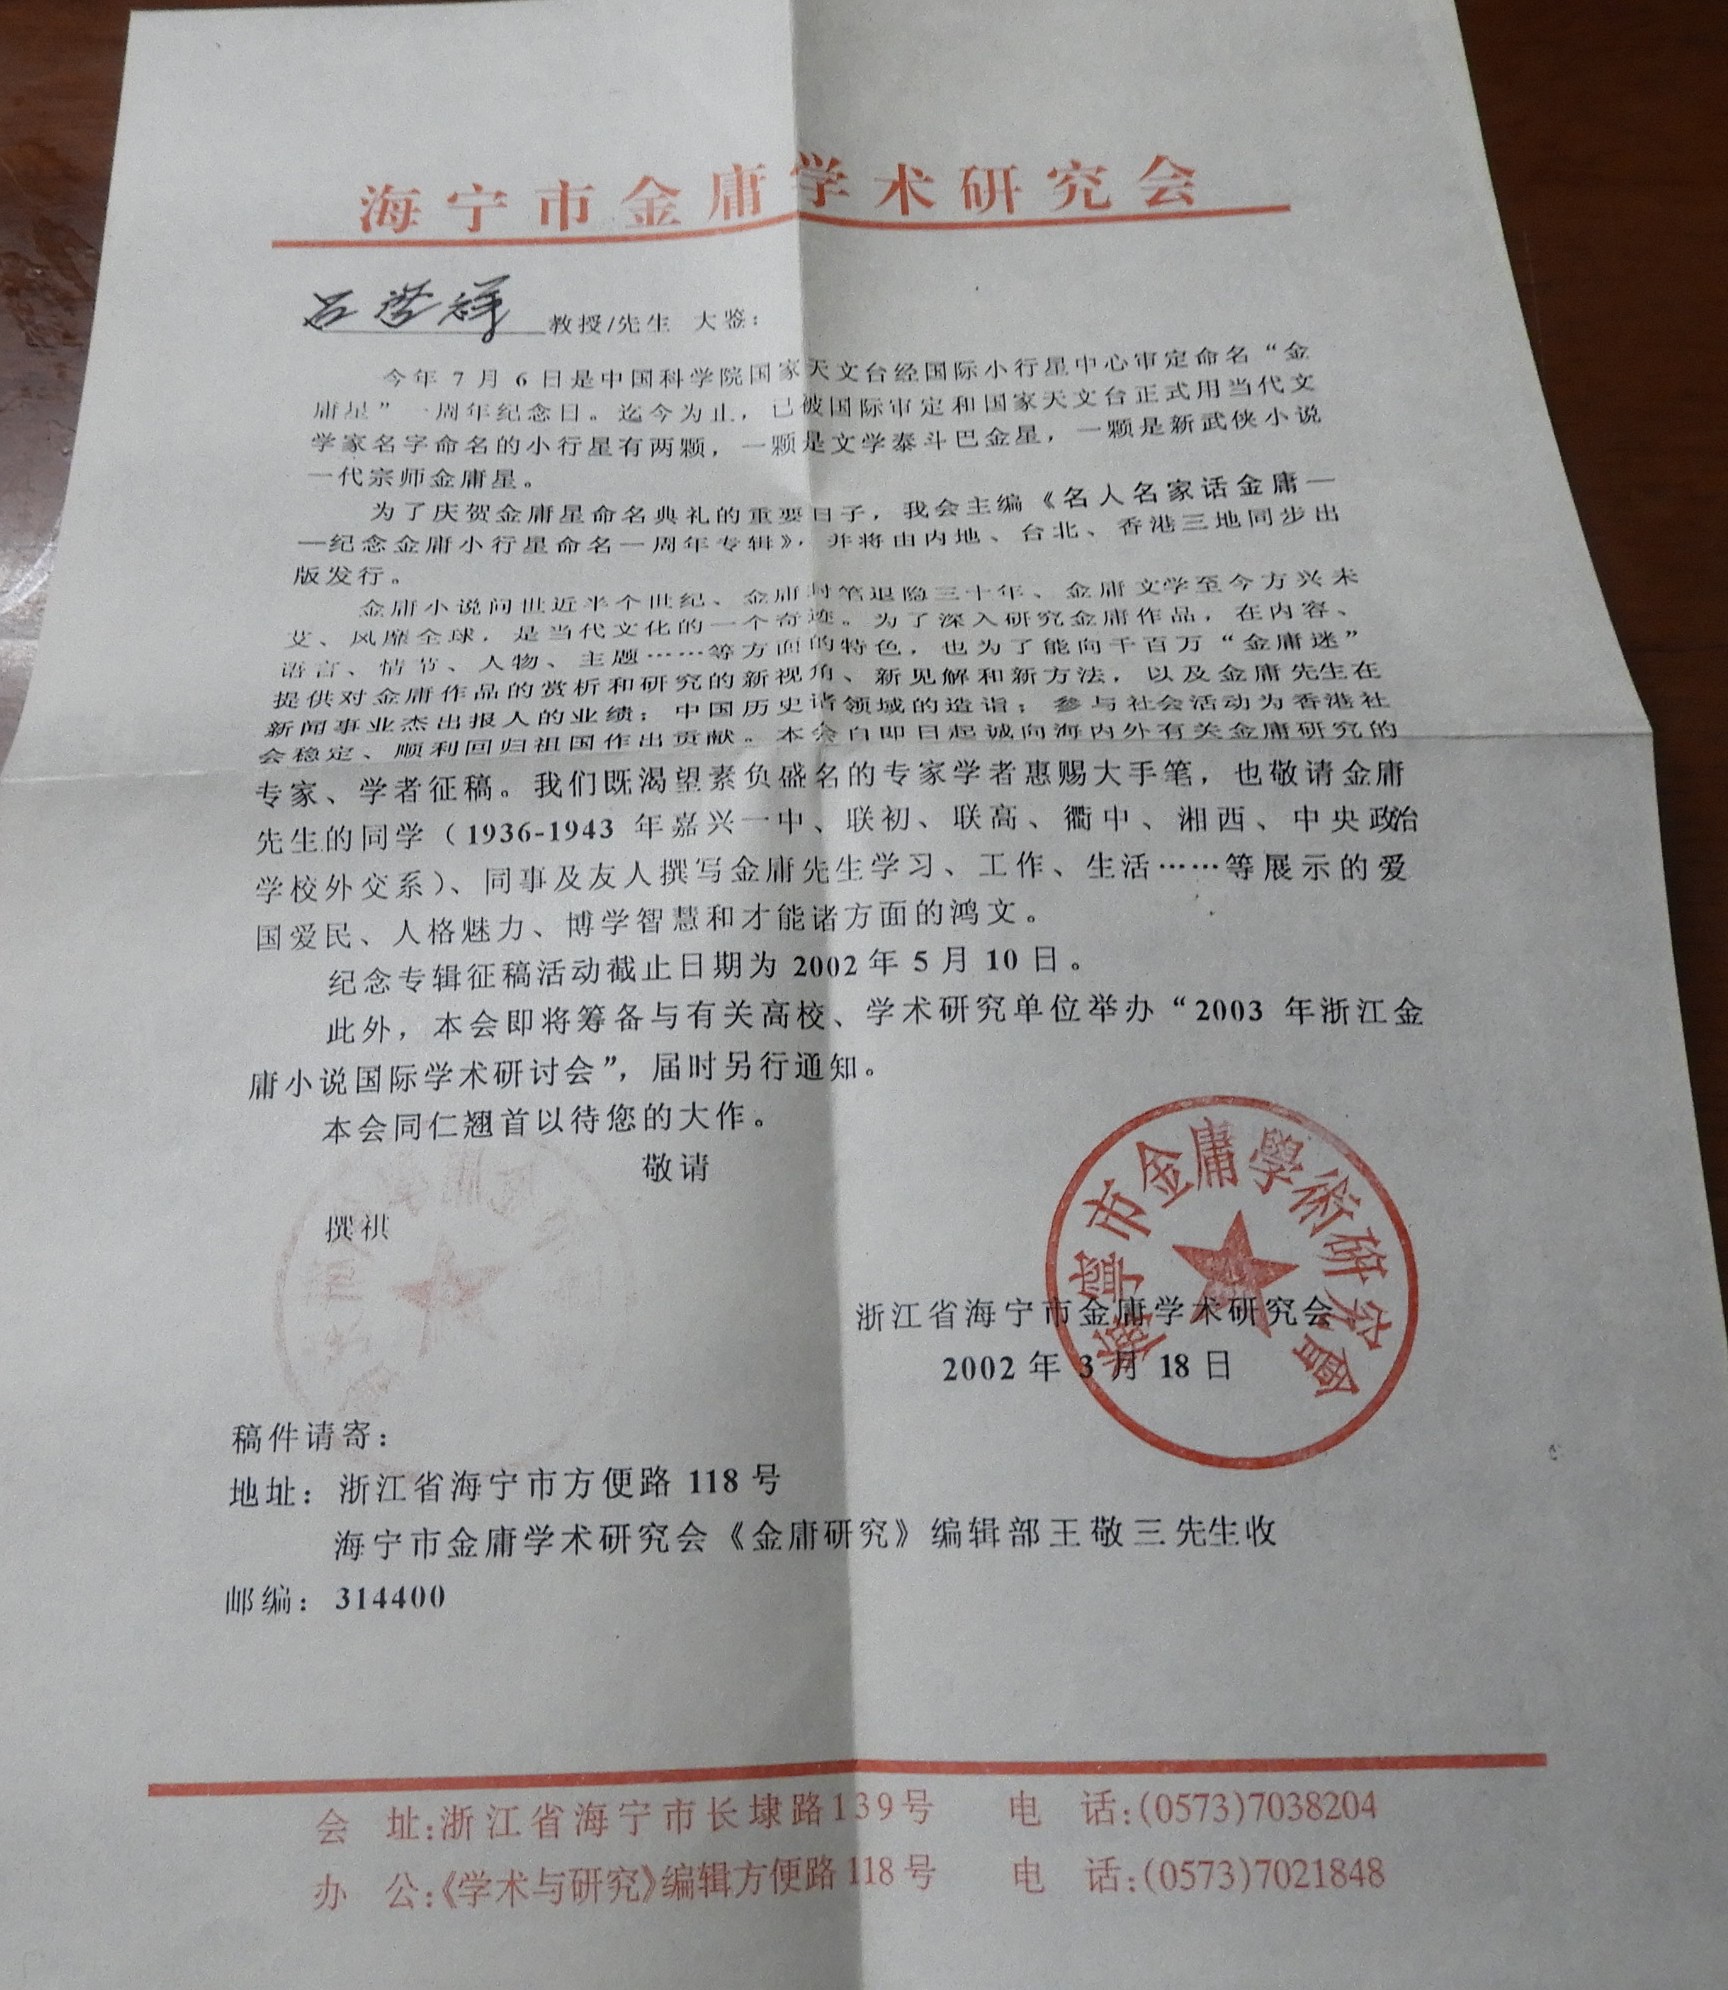 海宁市金庸学术研究会
教授/先生 大鉴：
今年7月6日是中国科学院国家天文台经国际小行星中心审定命名“金
庸星”一周年纪念日。迄今为止，已被国际审定和国家天文台正式用当代文
学家名字命名的小行星有两颗，一颗是文学泰斗巴金星，一颗是新武侠小说
一代宗师金庸星。
为了庆贺金庸星命名典礼的重要日子，我会主编《名人名家话金庸—
—纪念金庸小行星命名一周年专辑》，并将由内地、台北、香港三地同步出
版发行。
金庸小说问世近半个世纪、金庸封笔退隐三十年、金庸文学至今方兴未
艾、风靡全球，是当代文化的一个奇迹。为了深入研究金庸作品，在内容、
语言、情节、人物、主题……等方面的特色，也为了能向千百万“金庸迷”
提供对金庸作品的赏析和研究的新视角、新见解和新方法，以及金庸先生在
新闻事业杰出报人的业绩；中国历史诸领域的造诣；参与社会活动为香港社
会稳定、顺利回归祖国作出贡献。本会自即日起诚向海内外有关金庸研究的
专家、学者征稿。我们既渴望素负盛名的专家学者惠赐大手笔，也敬请金庸
先生的同学（1936-1943 年嘉兴一中、联初、联高、衢中、湘西、中央政治
学校外交系）、同事及友人撰写金庸先生学习、工作、生活……等展示的爱
国爱民、人格魅力、博学智慧和才能诸方面的鸿文。
纪念专辑征稿活动截止日期为 2002 年 5 月 10 日。
此外，本会即将筹备与有关高校、学术研究单位举办“2003 年浙江金
庸小说国际学术研讨会”，届时另行通知。
本会同仁翘首以待您的大作。
敬请
撰祺
海寧市金庸學術研究會
浙江省海宁市金庸学术研究会
2002 年 3 月 18 日
稿件请寄：
地址：浙江省海宁市方便路 118 号
海宁市金庸学术研究会《金庸研究》编辑部王敬三先生收
邮编：314400
会 址:浙江省海宁市长埭路139号 电 话:(0573)7038204
办 公:《学术与研究》编辑方便路118号 电 话:(0573)7021848